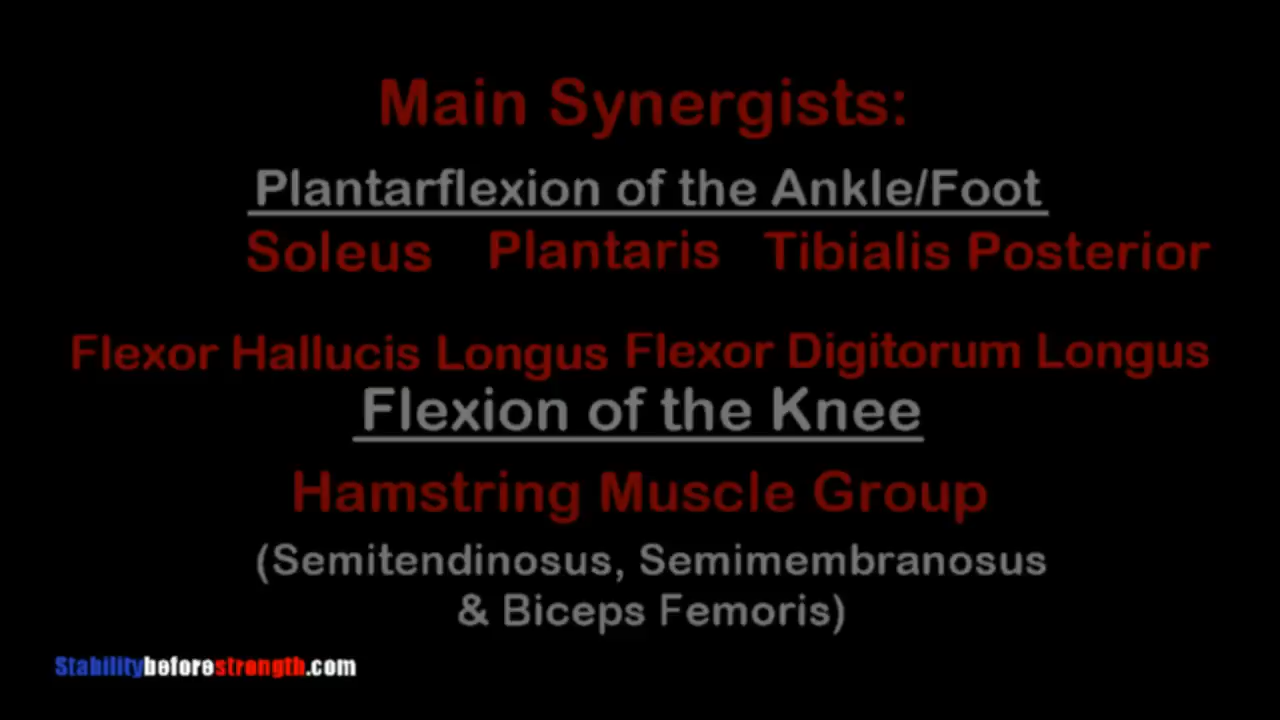 Main Synergists:
Plantarflexion of the Ankle/Foot
Soleus Plantaris Tibialis Posterior
Flexor Hallucis Longus Flexor Digitorum Longus
Flexion of the Knee
Hamstring Muscle Group
(Semitendinosus, Semimembranosus
& Biceps Femoris)
Stabilitybeforestrength.com